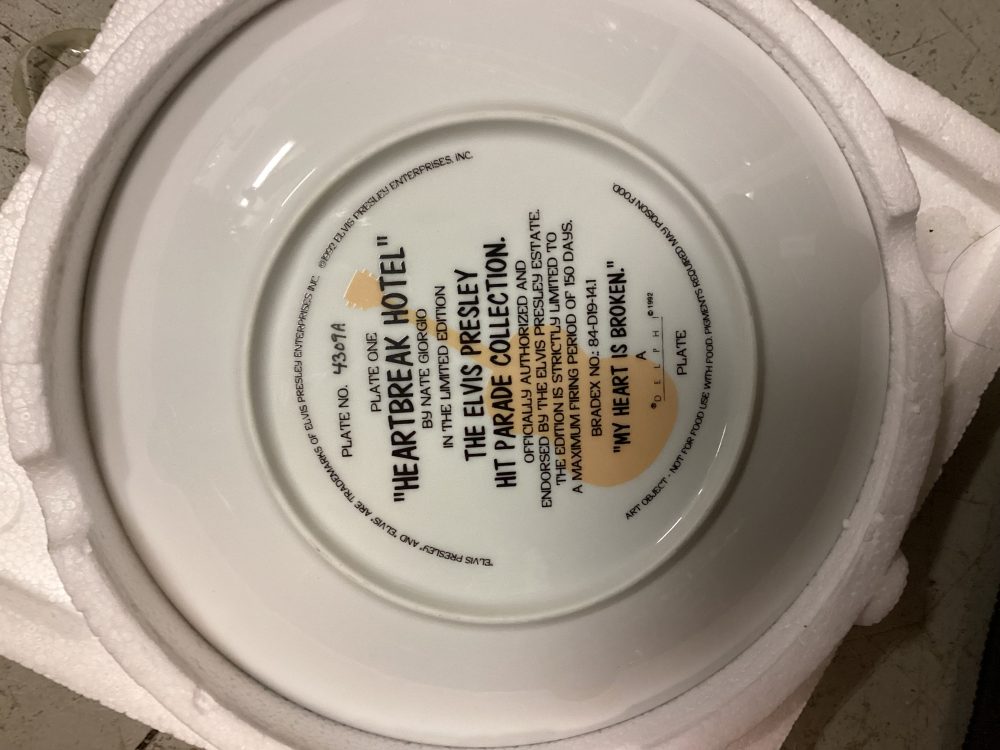 "ELVIS PRESLEY" AND "ELVIS" ARE TRADEMARKS OF ELVIS PRESLEY ENTERPRISES INC. ©1992 ELVIS PRESLEY ENTERPRISES, INC.
PLATE NO. 4309A
PLATE ONE
"HEARTBREAK HOTEL"
BY NATE GIORGIO
IN THE LIMITED EDITION
THE ELVIS PRESLEY
HIT PARADE COLLECTION.
OFFICIALLY AUTHORIZED AND
ENDORSED BY THE ELVIS PRESLEY ESTATE.
THE EDITION IS STRICTLY LIMITED TO
A MAXIMUM FIRING PERIOD OF 150 DAYS.
BRADEX NO.: 84-D19-14.1
"MY HEART IS BROKEN."
A
©DELPHI ©1992
PLATE
ART OBJECT - NOT FOR FOOD USE WITH FOOD. PIGMENTS REQUIRED MAY POISON FOOD.